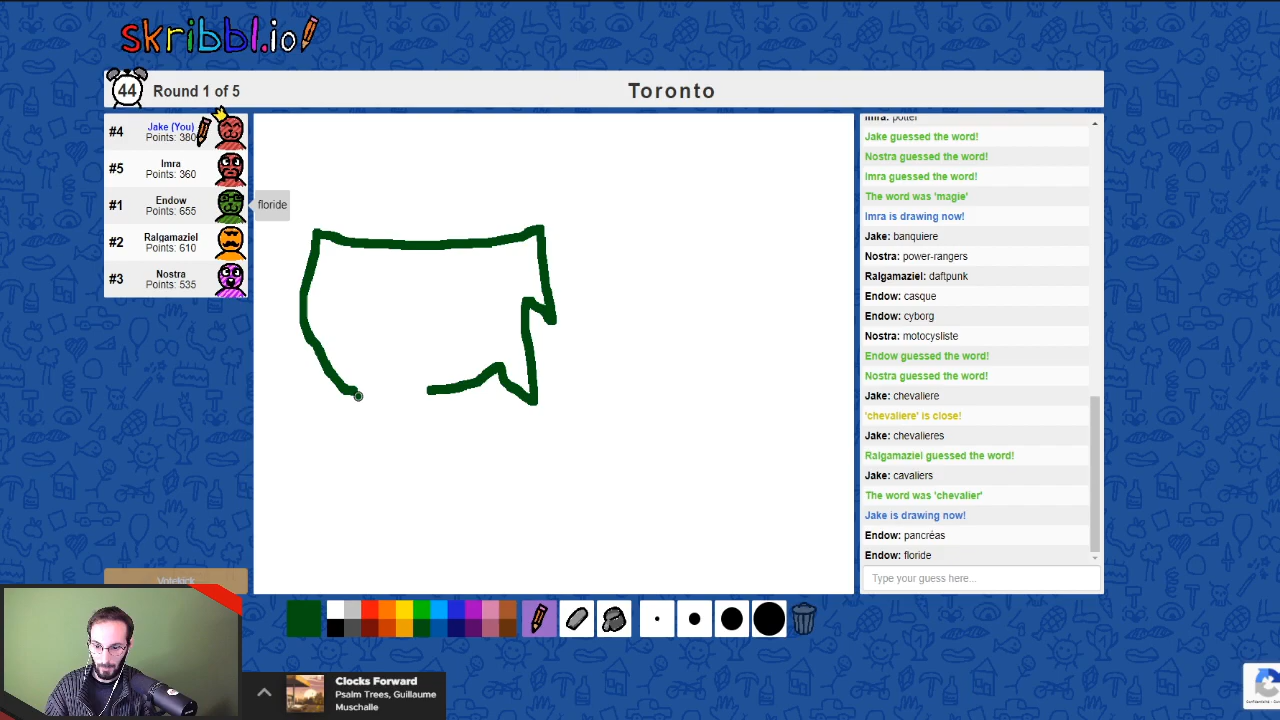 skribbl.io
44
Round 1 of 5
Toronto
#4
Jake (You)
Points: 380
#5
Imra
Points: 360
#1
Endow
Points: 655
floride
#2
Ralgamaziel
Points: 610
#3
Nostra
Points: 535
Imra: potter
Jake guessed the word!
Nostra guessed the word!
Imra guessed the word!
The word was 'magie'
Imra is drawing now!
Jake: banquiere
Nostra: power-rangers
Ralgamaziel: daftpunk
Endow: casque
Endow: cyborg
Nostra: motocysliste
Endow guessed the word!
Nostra guessed the word!
Jake: chevaliere
'chevaliere' is close!
Jake: chevalieres
Ralgamaziel guessed the word!
Jake: cavaliers
The word was 'chevalier'
Jake is drawing now!
Endow: pancréas
Endow: floride
Type your guess here...
Votekick
Clocks Forward
Psalm Trees, Guillaume
Muschalle